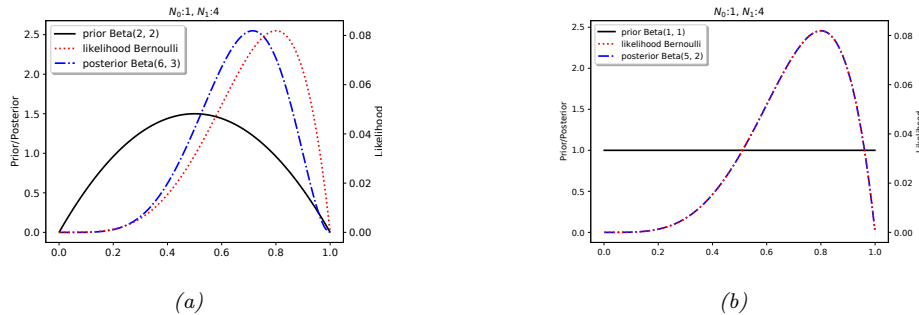 N₀:1, N₁:4
prior Beta(2, 2)
likelihood Bernoulli
posterior Beta(6, 3)
Prior/Posterior
2.5
2.0
1.5
1.0
0.5
0.0
0.0 0.2 0.4 0.6 0.8 1.0
0.08
0.06
0.04
0.02
0.00
Likelihood
(a)
N₀:1, N₁:4
prior Beta(1, 1)
likelihood Bernoulli
posterior Beta(5, 2)
Prior/Posterior
2.5
2.0
1.5
1.0
0.5
0.0
0.0 0.2 0.4 0.6 0.8 1.0
0.08
0.06
0.04
0.02
0.00
Likelihood
(b)